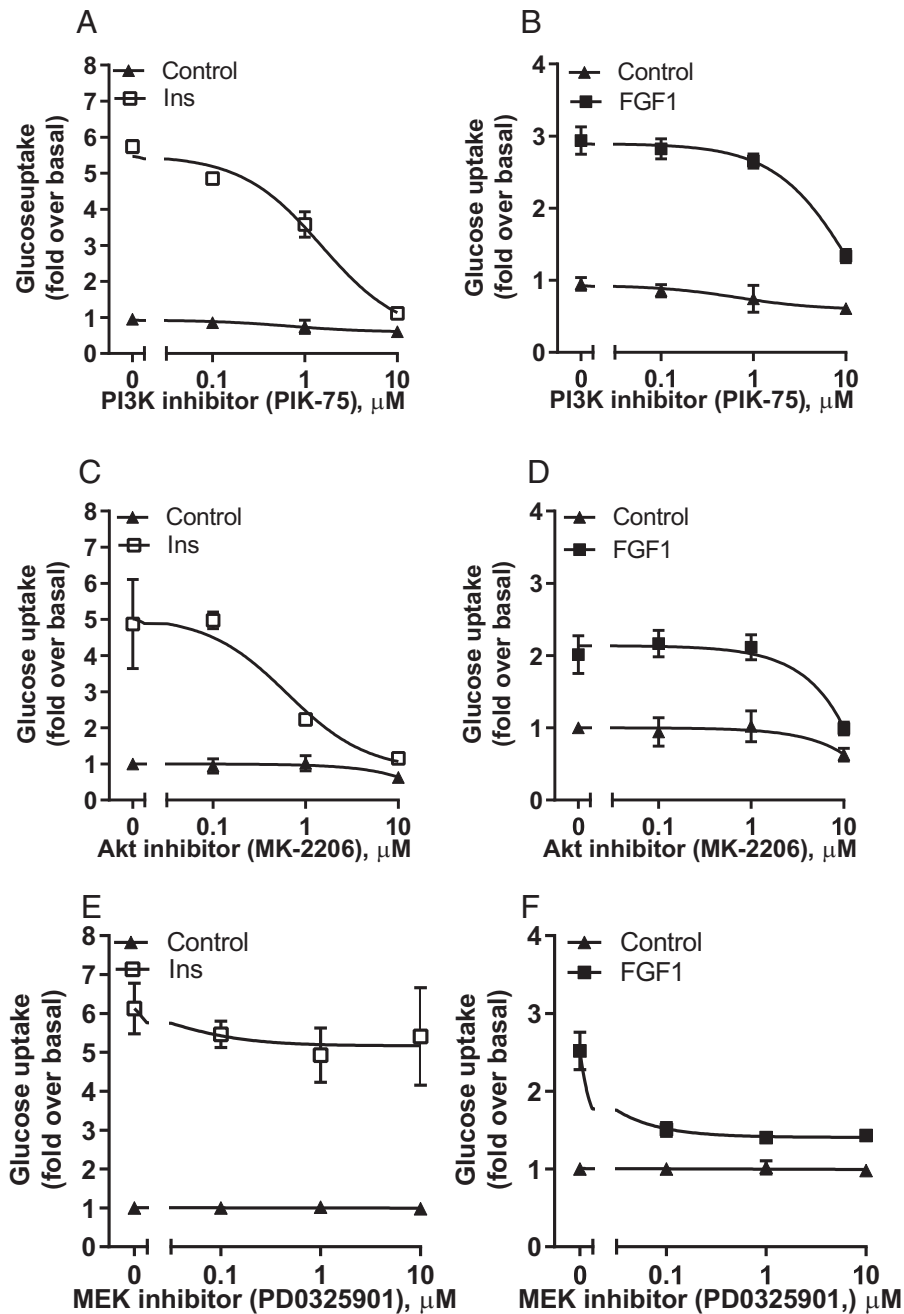 A
8
7
6
5
4
3
2
1
0
Glucoseuptake
(fold over basal)
Control
Ins
0 0.1 1 10
PI3K inhibitor (PIK-75), μM
B
4
3
2
1
0
Glucose uptake
(fold over basal)
Control
FGF1
0 0.1 1 10
PI3K inhibitor (PIK-75), μM
C
8
7
6
5
4
3
2
1
0
Glucose uptake
(fold over basal)
Control
Ins
0 0.1 1 10
Akt inhibitor (MK-2206), μM
D
4
3
2
1
0
Glucose uptake
(fold over basal)
Control
FGF1
0 0.1 1 10
Akt inhibitor (MK-2206), μM
E
8
7
6
5
4
3
2
1
0
Glucose uptake
(fold over basal)
Control
Ins
0 0.1 1 10
MEK inhibitor (PD0325901), μM
F
4
3
2
1
0
Glucose uptake
(fold over basal)
Control
FGF1
0 0.1 1 10
MEK inhibitor (PD0325901,) μM